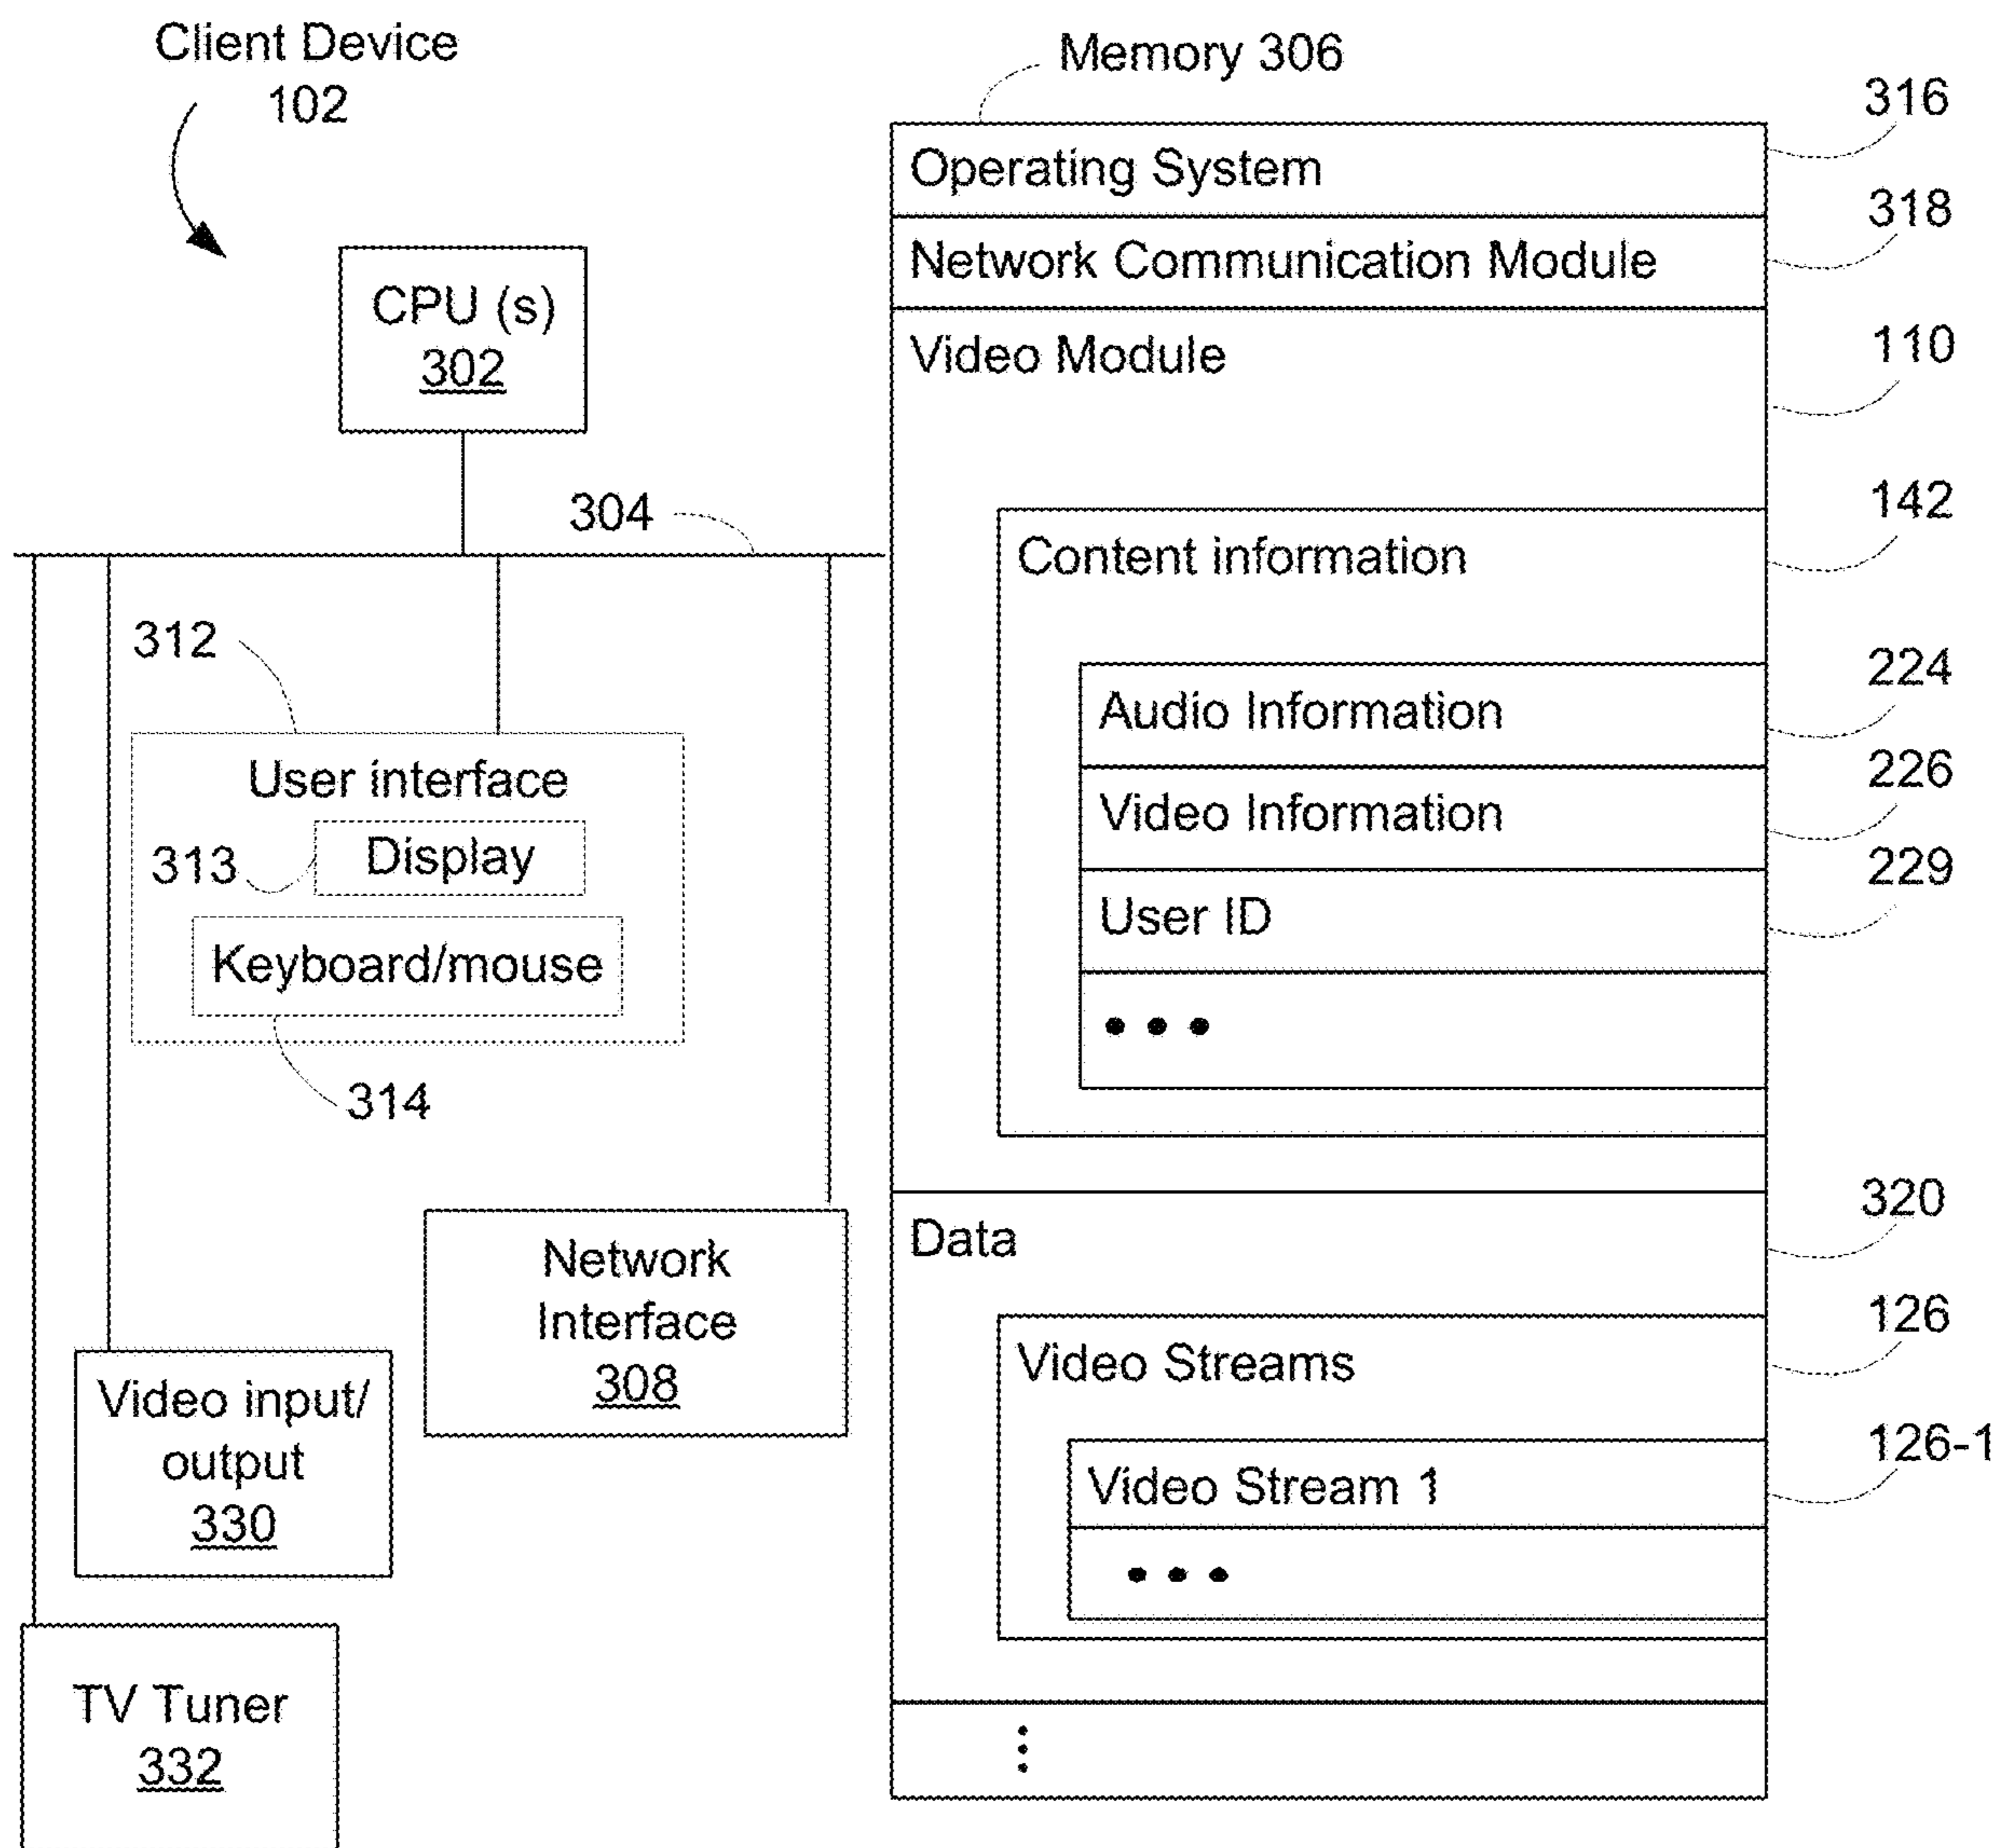 Client Device
102
CPU (s)
302
304
312
User interface
313
Display
Keyboard/mouse
314
Network
Interface
308
Video input/
output
330
TV Tuner
332
Memory 306
Operating System
316
Network Communication Module
318
Video Module
110
Content information
142
Audio Information
224
Video Information
226
User ID
229
• • •
Data
320
Video Streams
126
Video Stream 1
126-1
• • •
⋮